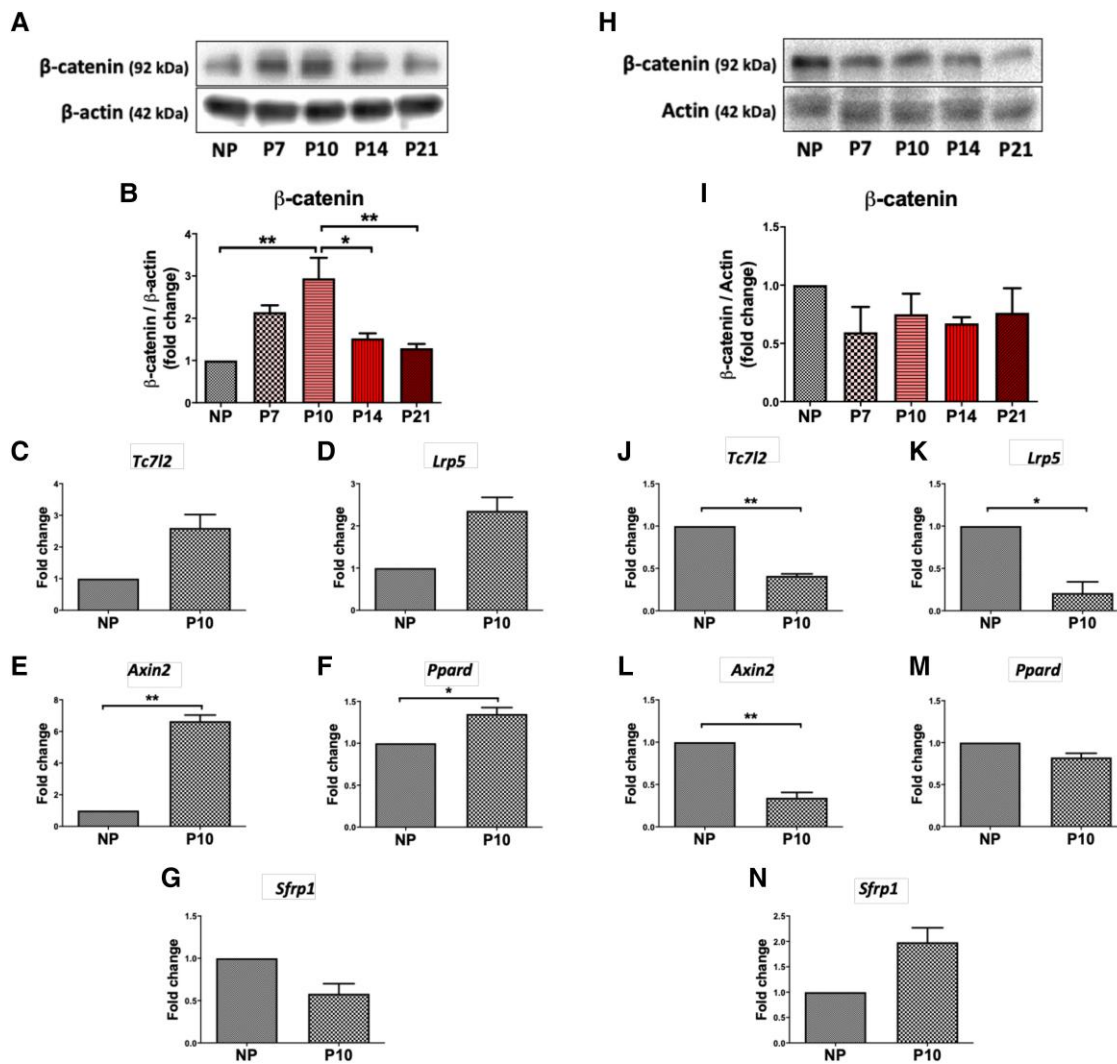 A
β-catenin (92 kDa)
β-actin (42 kDa)
NP P7 P10 P14 P21
B
β-catenin
β-catenin / β-actin
(fold change)
4
3
2
1
0
** * **
NP P7 P10 P14 P21
C
Tc7l2
Fold change
4
3
2
1
0
NP P10
D
Lrp5
Fold change
3
2
1
0
NP P10
E
Axin2
Fold change
8
6
4
2
0
**
NP P10
F
Ppard
Fold change
1.5
1.0
0.5
0.0
*
NP P10
G
Sfrp1
Fold change
1.5
1.0
0.5
0.0
NP P10
H
β-catenin (92 kDa)
Actin (42 kDa)
NP P7 P10 P14 P21
I
β-catenin
β-catenin / Actin
(fold change)
1.5
1.0
0.5
0.0
NP P7 P10 P14 P21
J
Tc7l2
Fold change
1.5
1.0
0.5
0.0
**
NP P10
K
Lrp5
Fold change
1.5
1.0
0.5
0.0
*
NP P10
L
Axin2
Fold change
1.5
1.0
0.5
0.0
**
NP P10
M
Ppard
Fold change
1.5
1.0
0.5
0.0
NP P10
N
Sfrp1
Fold change
2.5
2.0
1.5
1.0
0.5
0.0
NP P10